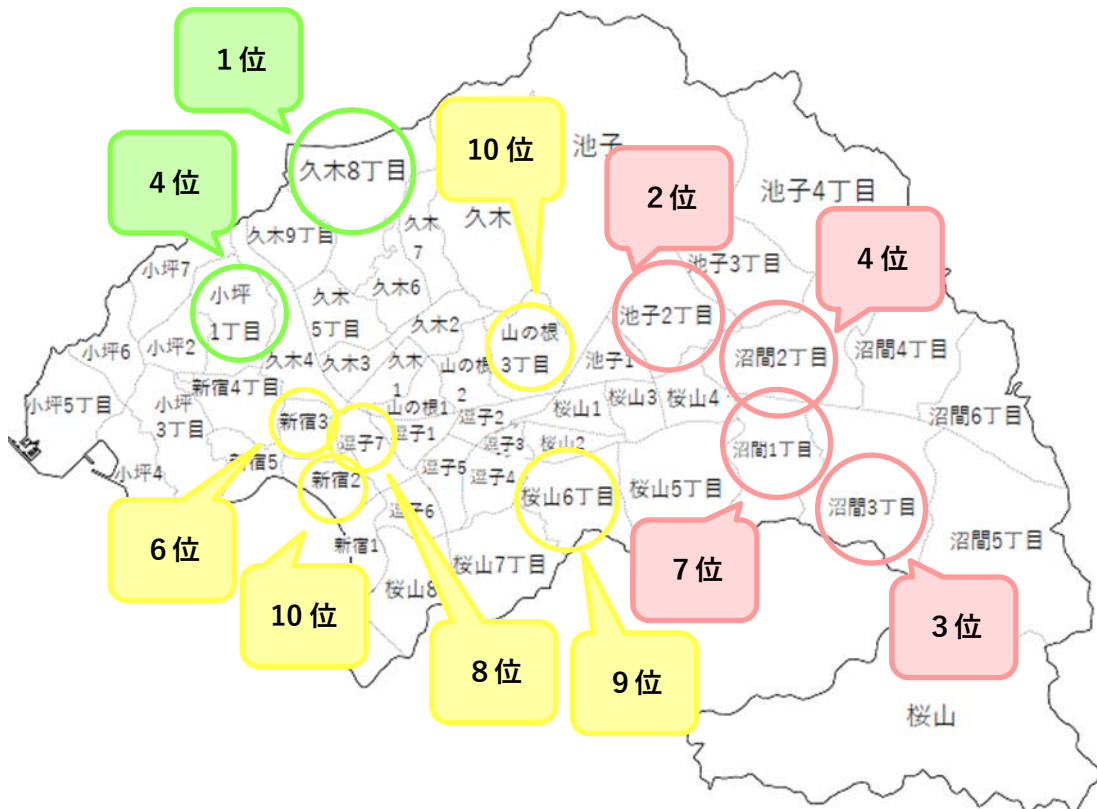 1位
4位
10位
2位
4位
6位
10位
8位
9位
7位
3位
久木8丁目
池子
池子4丁目
久木
久木
7
久木9丁目
池子3丁目
小坪7
小坪
1丁目
久木
5丁目
久木6
久木2
山の根
3丁目
池子2丁目
沼間2丁目
沼間4丁目
小坪6
小坪2
久木4
久木3
久木
1
山の根
2
池子1
新宿4丁目
小坪5丁目
小坪
3丁目
山の根1
逗子2
桜山1
桜山3
桜山4
沼間6丁目
新宿3
逗子7
逗子1
逗子3
桜山2
沼間1丁目
小坪4
新宿5
新宿2
逗子5
逗子4
桜山6丁目
桜山5丁目
沼間3丁目
逗子6
新宿1
桜山7丁目
桜山8
沼間5丁目
桜山